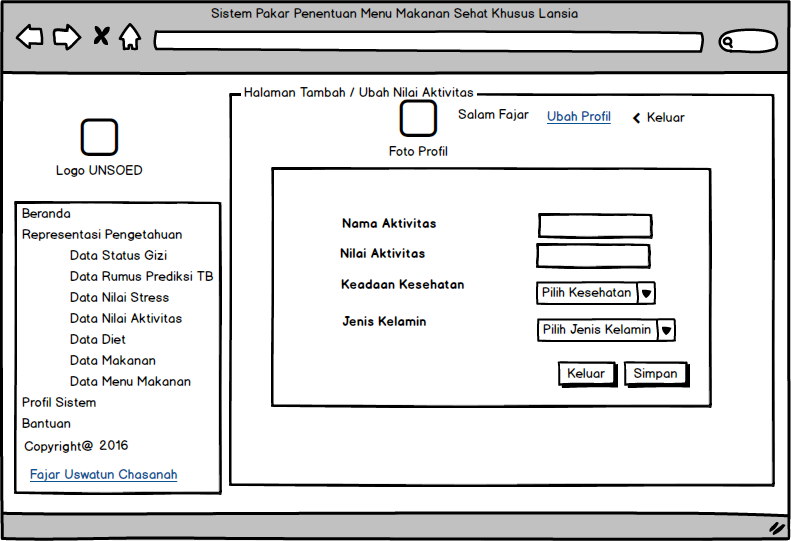 Sistem Pakar Penentuan Menu Makanan Sehat Khusus Lansia
Halaman Tambah / Ubah Nilai Aktivitas
Salam Fajar Ubah Profil Keluar
Foto Profil
Logo UNSOED
Beranda
Representasi Pengetahuan
Data Status Gizi
Data Rumus Prediksi TB
Data Nilai Stress
Data Nilai Aktivitas
Data Diet
Data Makanan
Data Menu Makanan
Profil Sistem
Bantuan
Copyright@ 2016
Fajar Uswatun Chasanah
Nama Aktivitas
Nilai Aktivitas
Keadaan Kesehatan Pilih Kesehatan
Jenis Kelamin Pilih Jenis Kelamin
Keluar Simpan